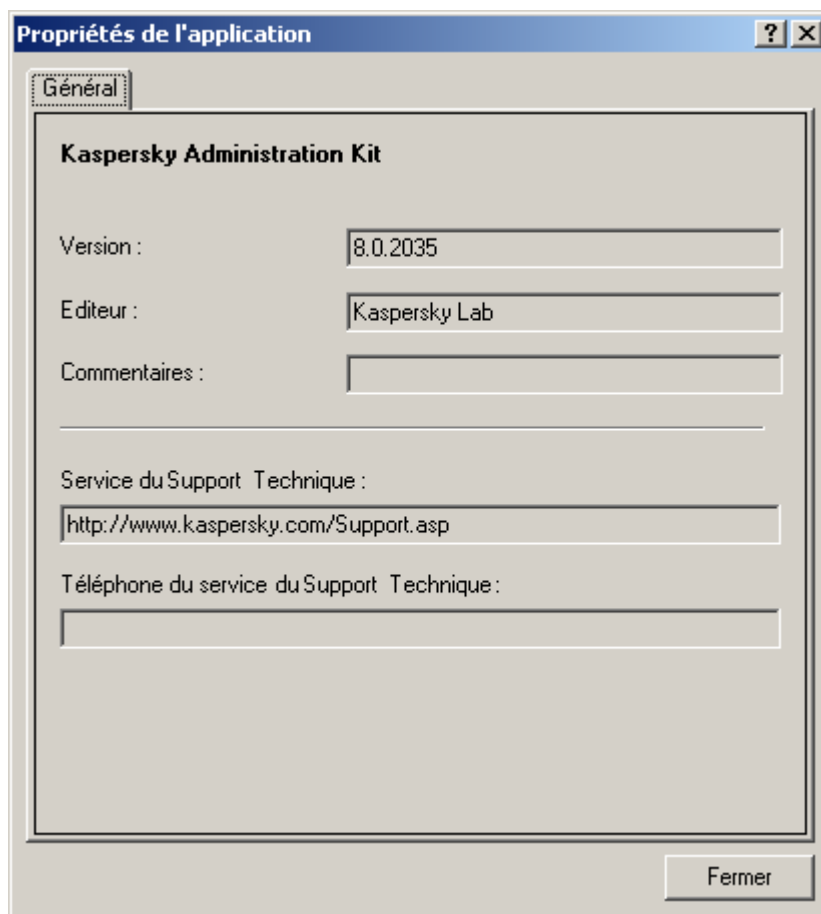 Propriétés de l'application
Général
Kaspersky Administration Kit
Version : 8.0.2035
Editeur : Kaspersky Lab
Commentaires :
Service du Support Technique :
http://www.kaspersky.com/Support.asp
Téléphone du service du Support Technique :
Fermer